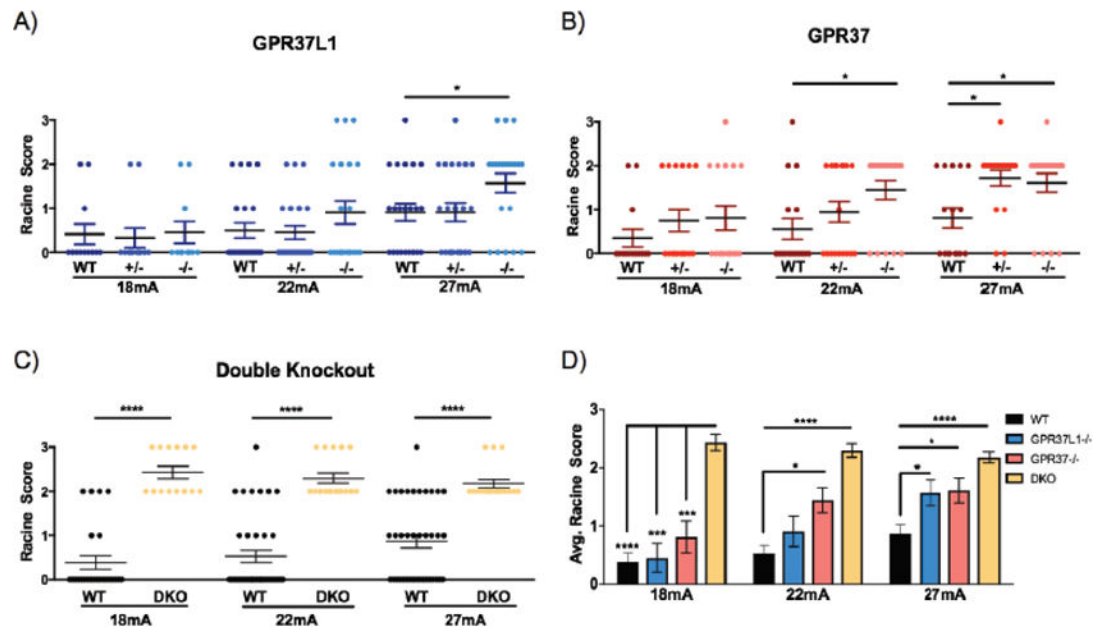 A)
GPR37L1
*
Racine Score
3
2
1
0
WT +/- -/- WT +/- -/- WT +/- -/-
18mA 22mA 27mA
B)
GPR37
* *
*
Racine Score
3
2
1
0
WT +/- -/- WT +/- -/- WT +/- -/-
18mA 22mA 27mA
C)
Double Knockout
**** **** ****
Racine Score
3
2
1
0
WT DKO WT DKO WT DKO
18mA 22mA 27mA
D)
WT
GPR37L1-/-
GPR37-/-
DKO
**** ****
* *
*
**** *** ***
Avg. Racine Score
3
2
1
0
18mA 22mA 27mA